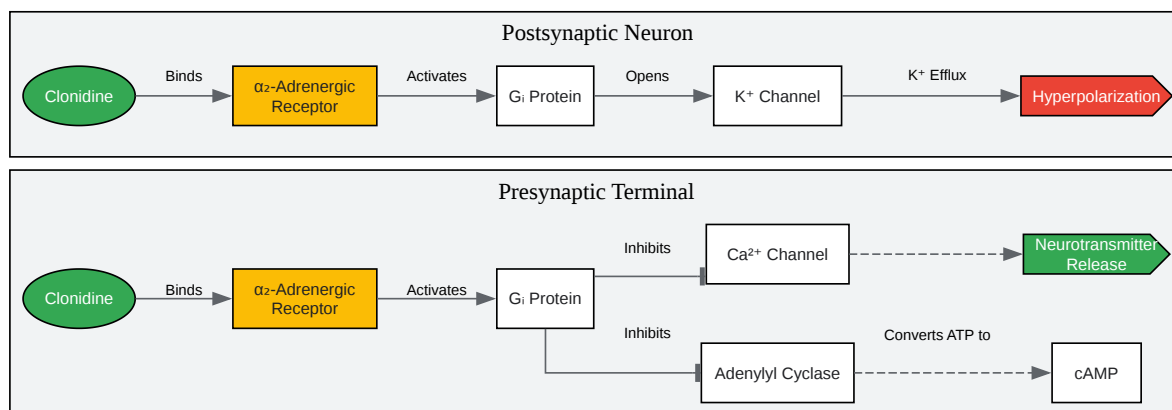 Postsynaptic Neuron
Clonidine
Binds
α₂-Adrenergic
Receptor
Activates
Gᵢ Protein
Opens
K⁺ Channel
K⁺ Efflux
Hyperpolarization
Presynaptic Terminal
Clonidine
Binds
α₂-Adrenergic
Receptor
Activates
Gᵢ Protein
Inhibits
Ca²⁺ Channel
Neurotransmitter
Release
Inhibits
Adenylyl Cyclase
Converts ATP to
cAMP